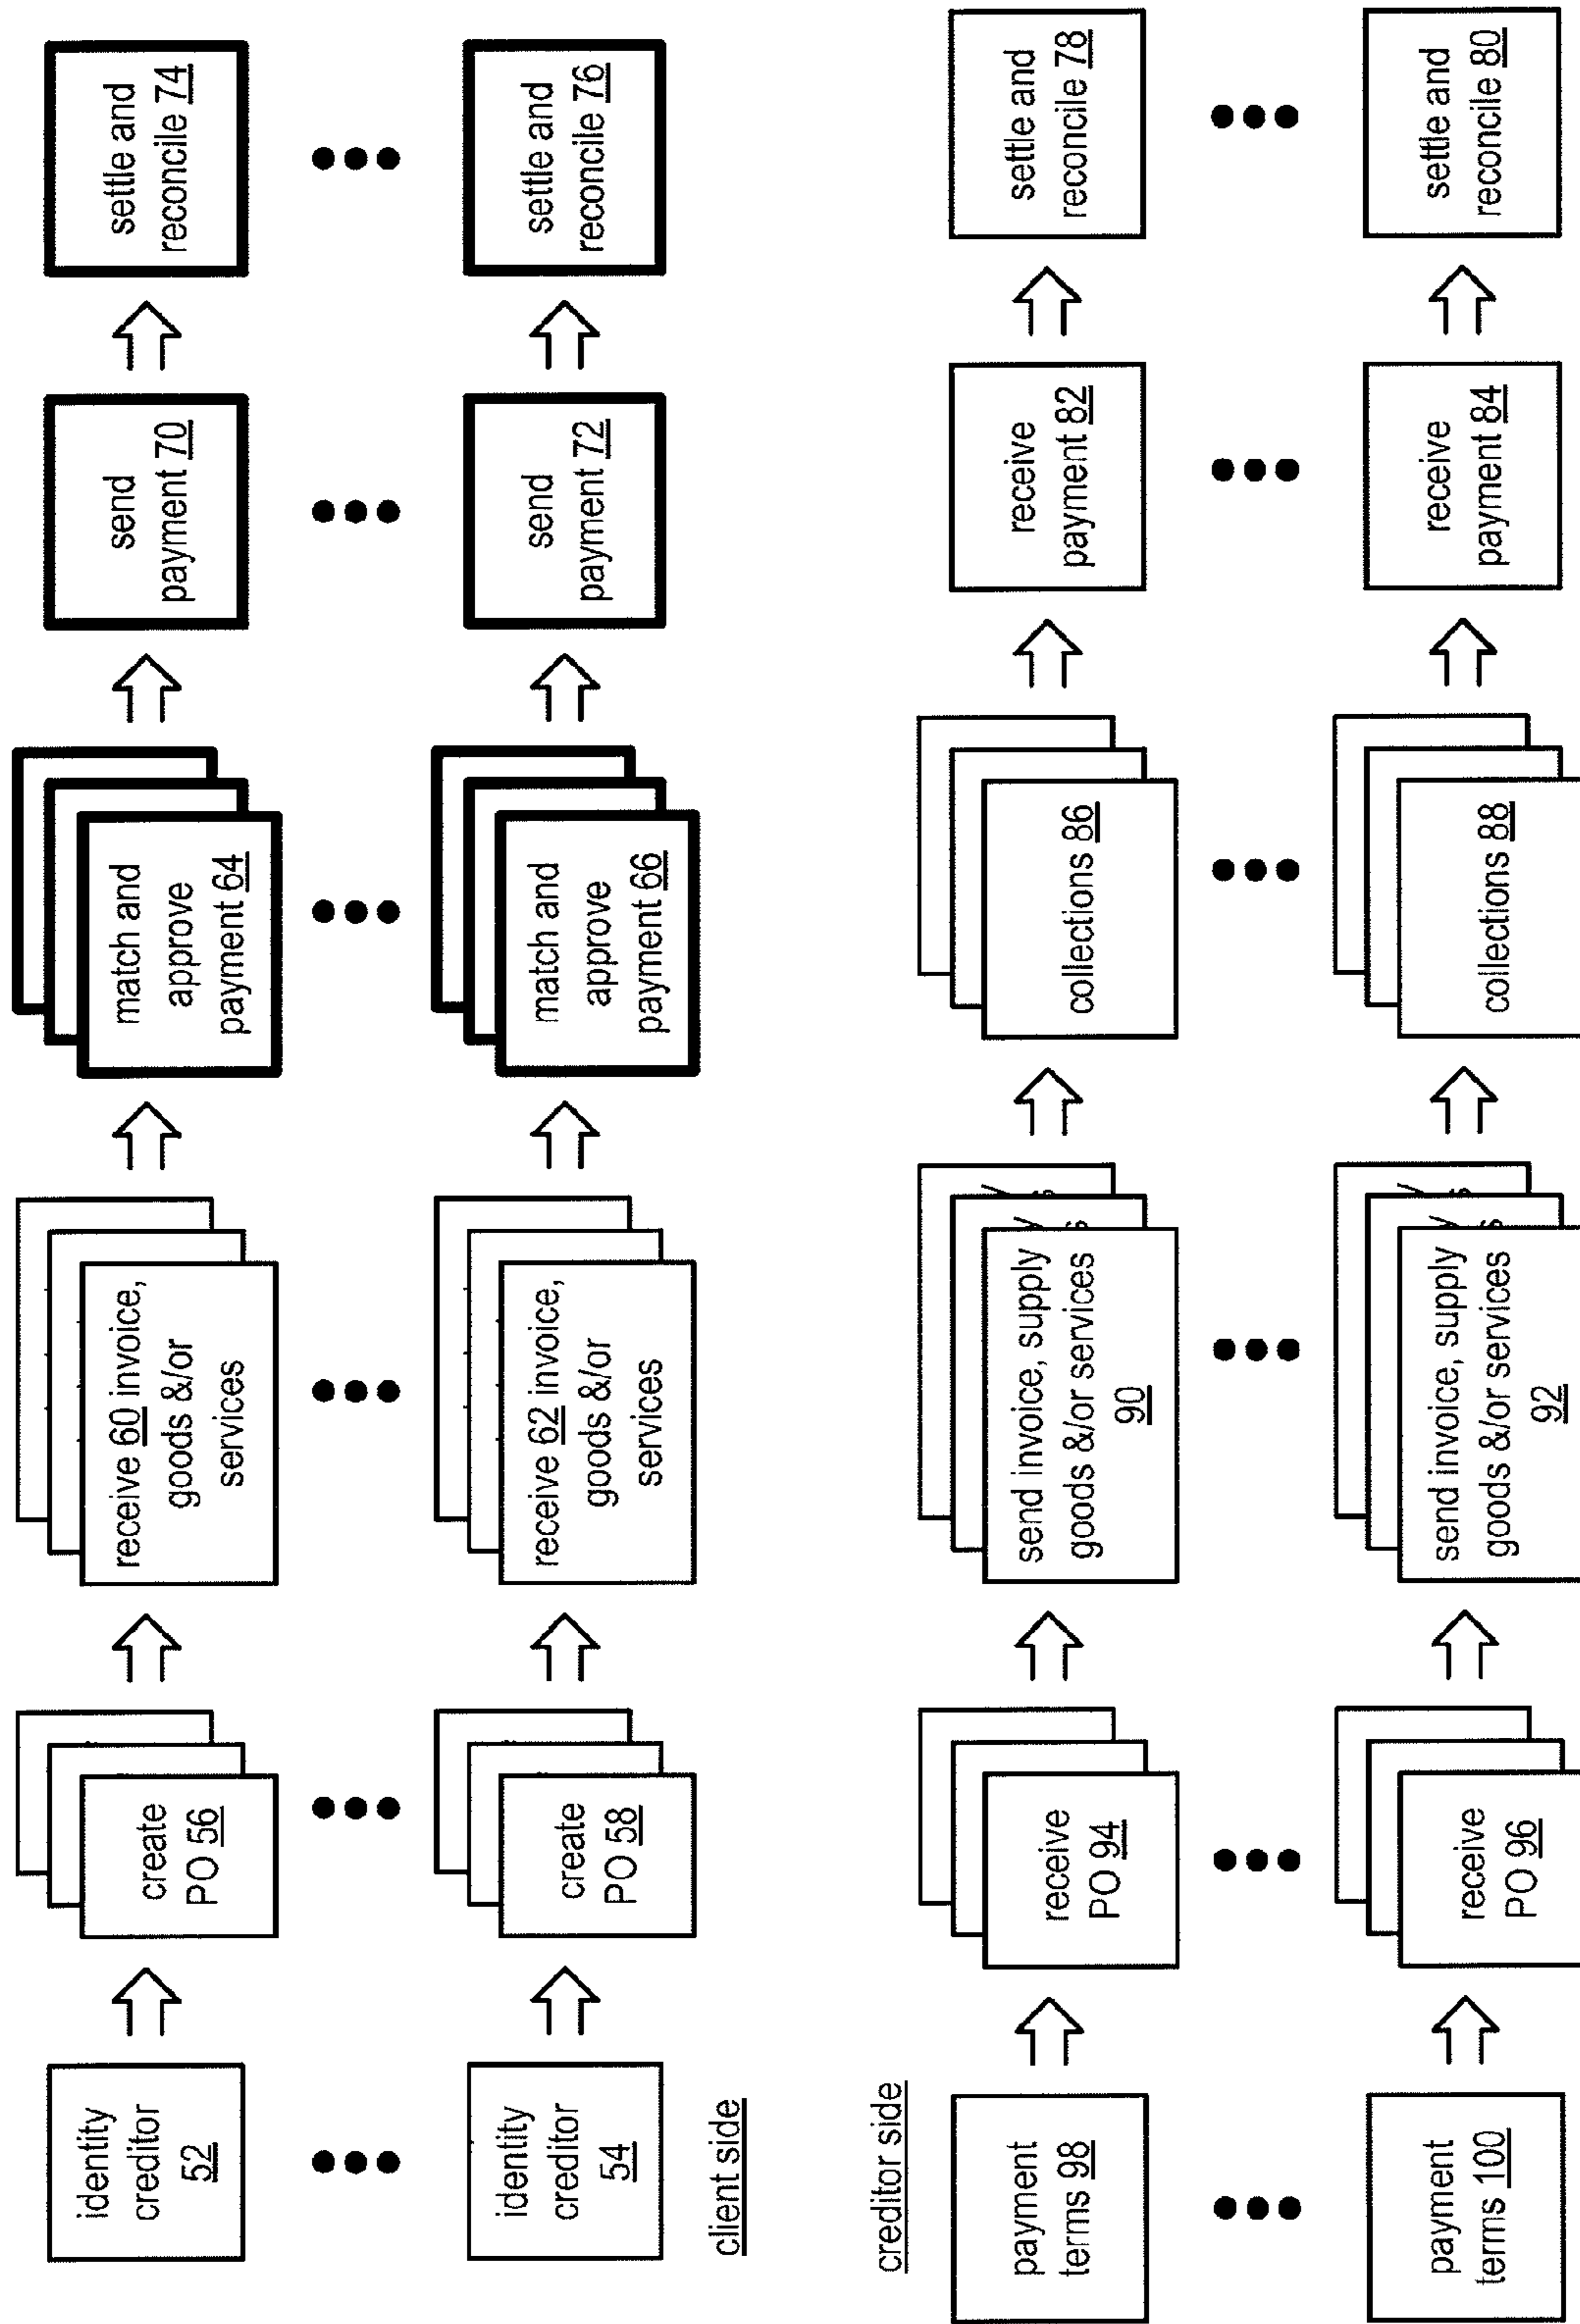 identity
creditor
52
create
PO 56
receive 60 invoice,
goods &/or
services
match and
approve
payment 64
send
payment 70
settle and
reconcile 74
identity
creditor
54
create
PO 58
receive 62 invoice,
goods &/or
services
match and
approve
payment 66
send
payment 72
settle and
reconcile 76
client side
creditor side
payment
terms 98
receive
PO 94
send invoice, supply
goods &/or services
90
collections 86
receive
payment 82
settle and
reconcile 78
payment
terms 100
receive
PO 96
send invoice, supply
goods &/or services
92
collections 88
receive
payment 84
settle and
reconcile 80